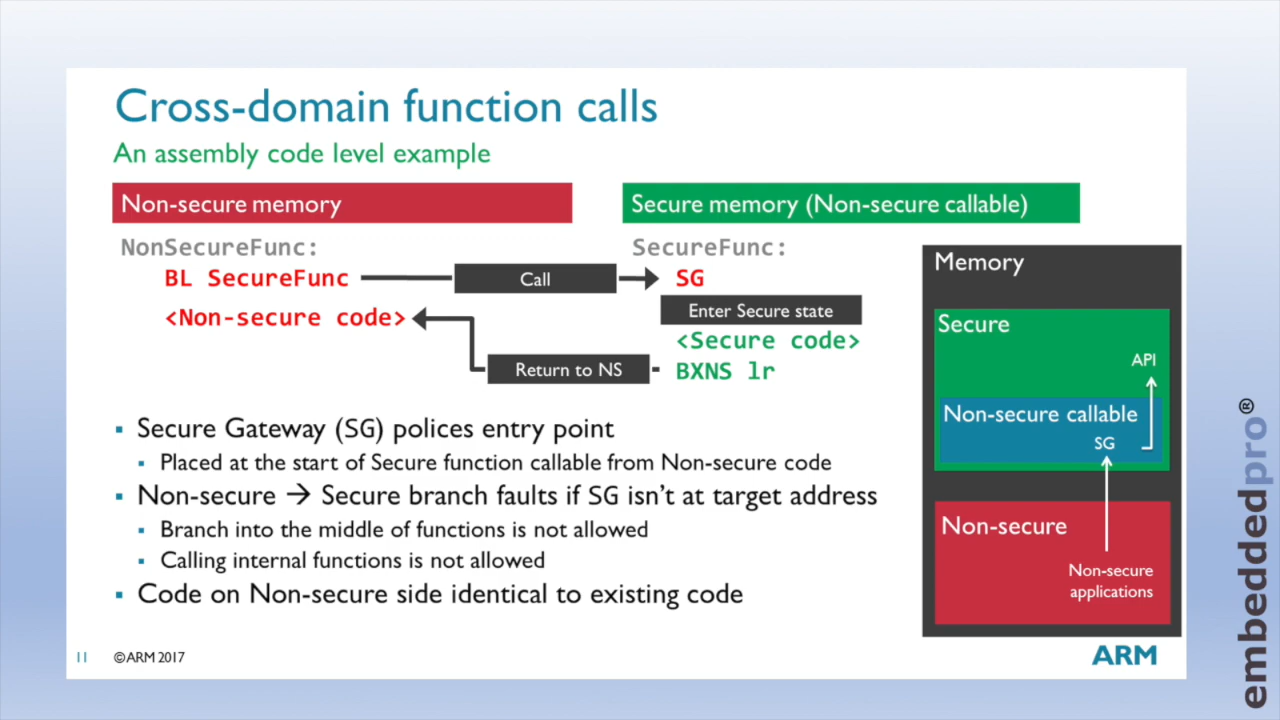 Cross-domain function calls
An assembly code level example
Non-secure memory
Secure memory (Non-secure callable)
NonSecureFunc:
SecureFunc:
BL SecureFunc
Call
SG
Enter Secure state
<Non-secure code>
<Secure code>
Return to NS
BXNS lr
▪ Secure Gateway (SG) polices entry point
▪ Placed at the start of Secure function callable from Non-secure code
▪ Non-secure → Secure branch faults if SG isn't at target address
▪ Branch into the middle of functions is not allowed
▪ Calling internal functions is not allowed
▪ Code on Non-secure side identical to existing code
Memory
Secure
API
Non-secure callable
SG
Non-secure
Non-secure
applications
11 ©ARM 2017
ARM
embeddedpro®